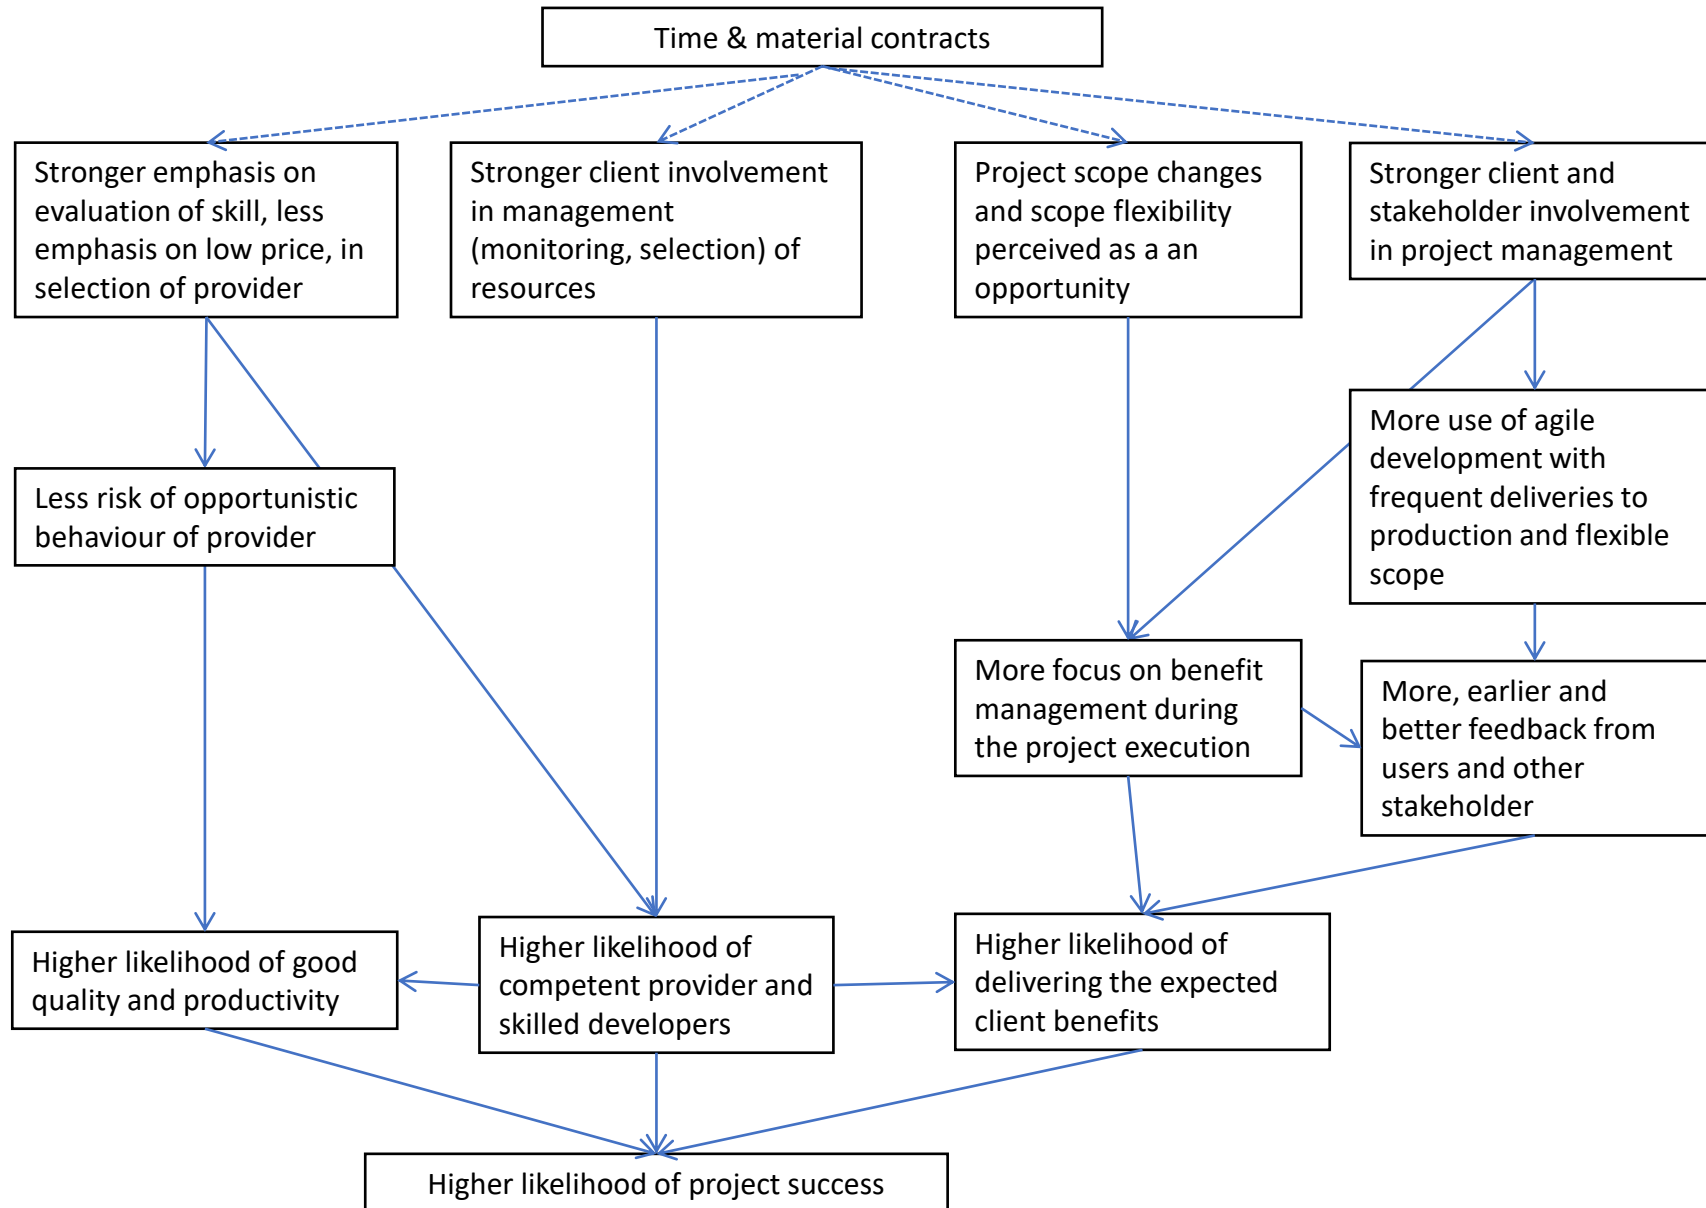 Time & material contracts
Stronger emphasis on
evaluation of skill, less
emphasis on low price, in
selection of provider
Stronger client involvement
in management
(monitoring, selection) of
resources
Project scope changes
and scope flexibility
perceived as a an
opportunity
Stronger client and
stakeholder involvement
in project management
Less risk of opportunistic
behaviour of provider
More use of agile
development with
frequent deliveries to
production and flexible
scope
More focus on benefit
management during
the project execution
More, earlier and
better feedback from
users and other
stakeholder
Higher likelihood of good
quality and productivity
Higher likelihood of
competent provider and
skilled developers
Higher likelihood of
delivering the expected
client benefits
Higher likelihood of project success